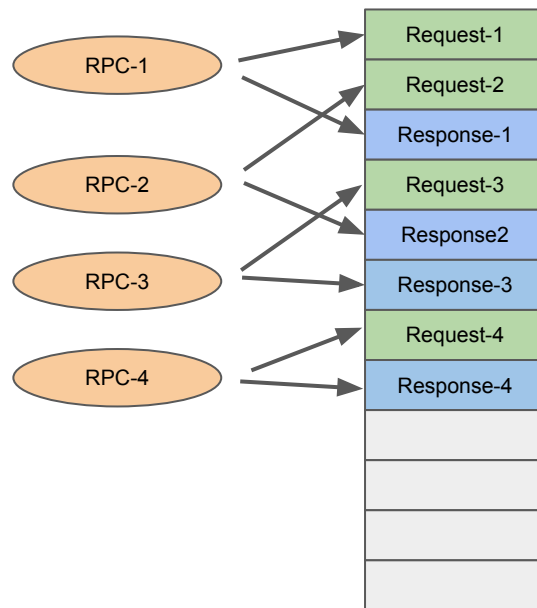 RPC-1
RPC-2
RPC-3
RPC-4
Request-1
Request-2
Response-1
Request-3
Response2
Response-3
Request-4
Response-4